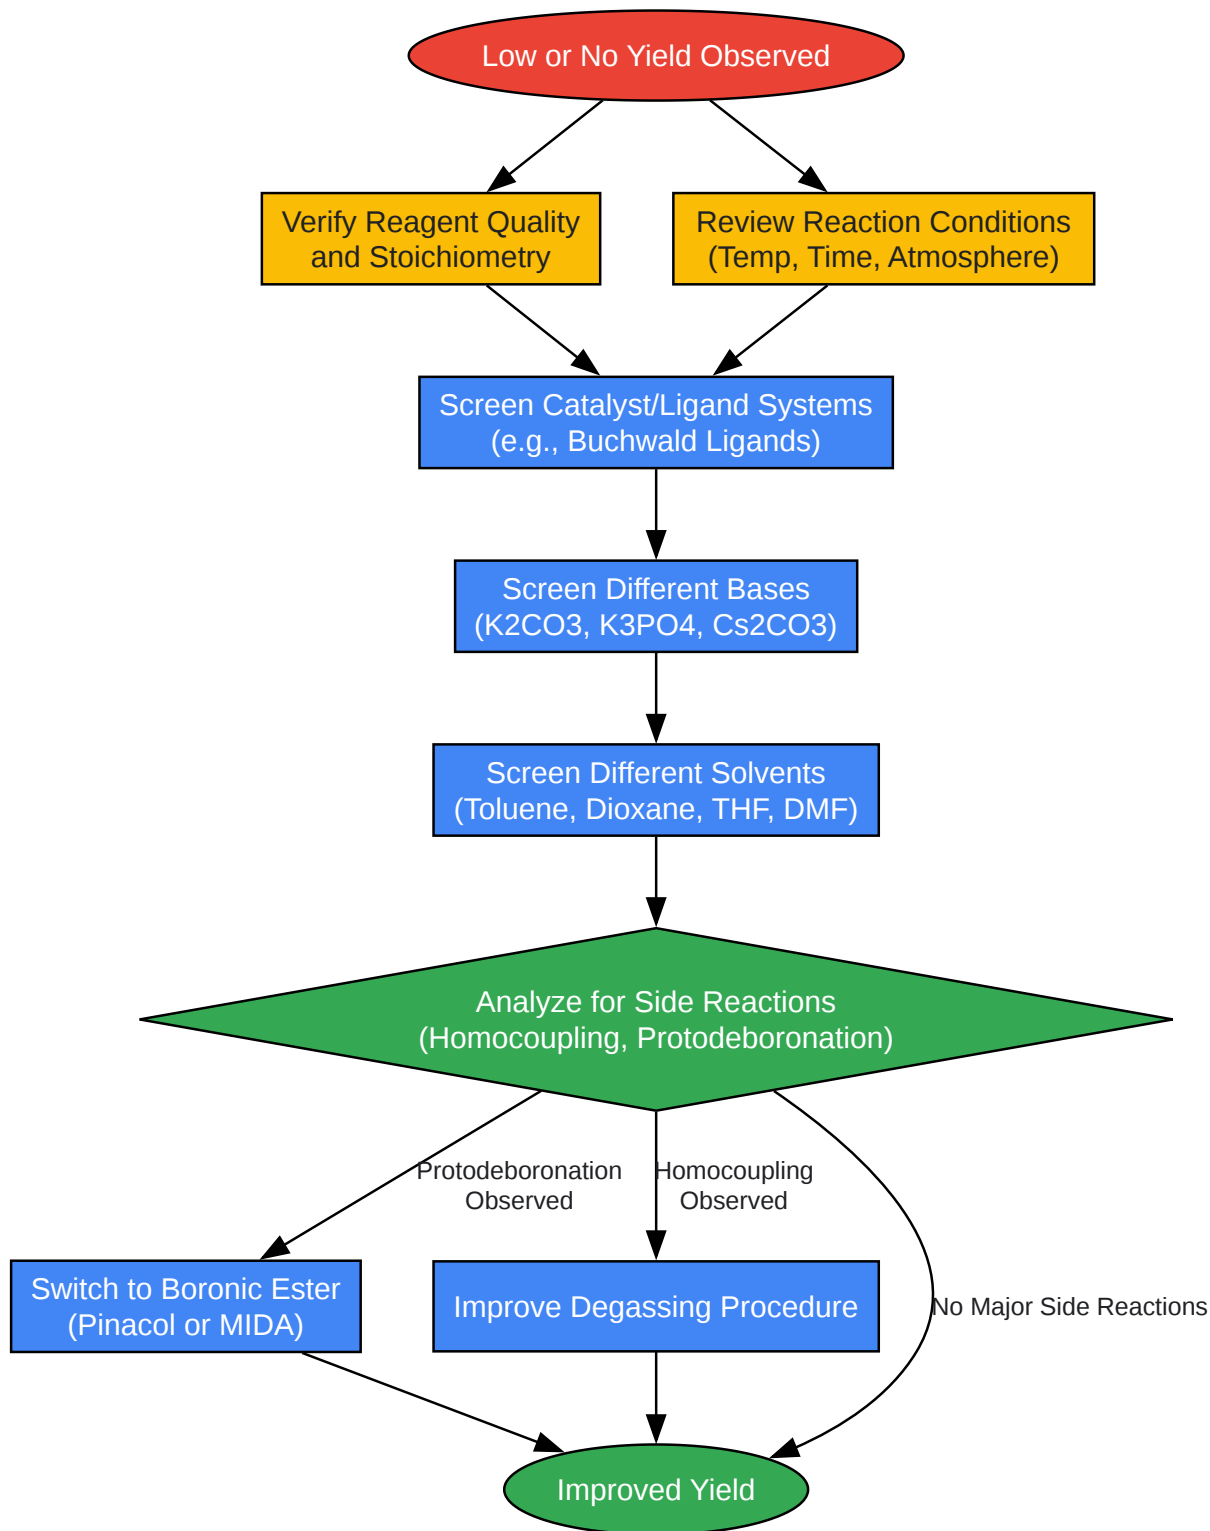 Low or No Yield Observed
Verify Reagent Quality
and Stoichiometry
Review Reaction Conditions
(Temp, Time, Atmosphere)
Screen Catalyst/Ligand Systems
(e.g., Buchwald Ligands)
Screen Different Bases
(K2CO3, K3PO4, Cs2CO3)
Screen Different Solvents
(Toluene, Dioxane, THF, DMF)
Analyze for Side Reactions
(Homocoupling, Protodeboronation)
Protodeboronation
Observed
Homocoupling
Observed
Switch to Boronic Ester
(Pinacol or MIDA)
Improve Degassing Procedure
No Major Side Reactions
Improved Yield